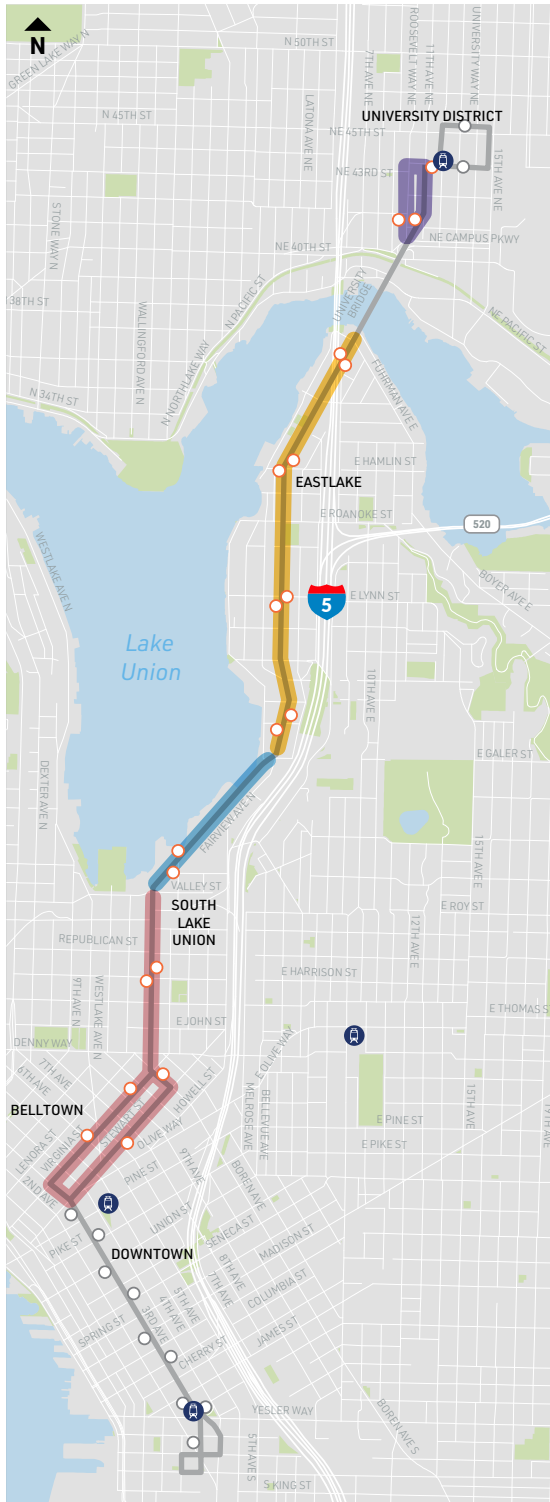 N
GREEN LAKE WAY N
N 50TH ST
7TH AVE NE
ROOSEVELT WAY NE
11TH AVE NE
UNIVERSITY WAY NE
LATONA AVE NE
N 45TH ST
UNIVERSITY DISTRICT
NE 45TH ST
NE 43RD ST
15TH AVE NE
STONE WAY N
NE CAMPUS PKWY
NE 40TH ST
N PACIFIC ST
UNIVERSITY
BRIDGE
38TH ST
WALLINGFORD AVE N
N NORTHLAKE WAY
NE PACIFIC ST
FUHRMAN AVE E
N 34TH ST
E HAMLIN ST
EASTLAKE
E ROANOKE ST
520
WESTLAKE AVE N
BOYER AVE E
E LYNN ST
5
Lake
Union
10TH AVE E
E GALER ST
DEXTER AVE N
FAIRVIEW AVE N
15TH AVE E
VALLEY ST
SOUTH
LAKE
UNION
E ROY ST
12TH AVE E
REPUBLICAN ST
E HARRISON ST
9TH AVE N
WESTLAKE AVE N
E THOMAS ST
E JOHN ST
DENNY WAY
E OLIVE WAY
7TH AVE
6TH AVE
HOWELL ST
15TH AVE
19TH AVE
BELLTOWN
STEWART ST
MELROSE AVE
BELLEVUE AVE
E PINE ST
LENORA ST
VIRGINIA ST
OLIVE WAY
E PIKE ST
9TH AVE
BOREN AVE
PINE ST
2ND AVE
UNION ST
SENECA ST
MADISON ST
PIKE ST
DOWNTOWN
8TH AVE
7TH AVE
COLUMBIA ST
5TH AVE
4TH AVE
3RD AVE
SPRING ST
JAMES ST
CHERRY ST
YESLER WAY
BOREN AVE S
5TH AVE S
S KING ST